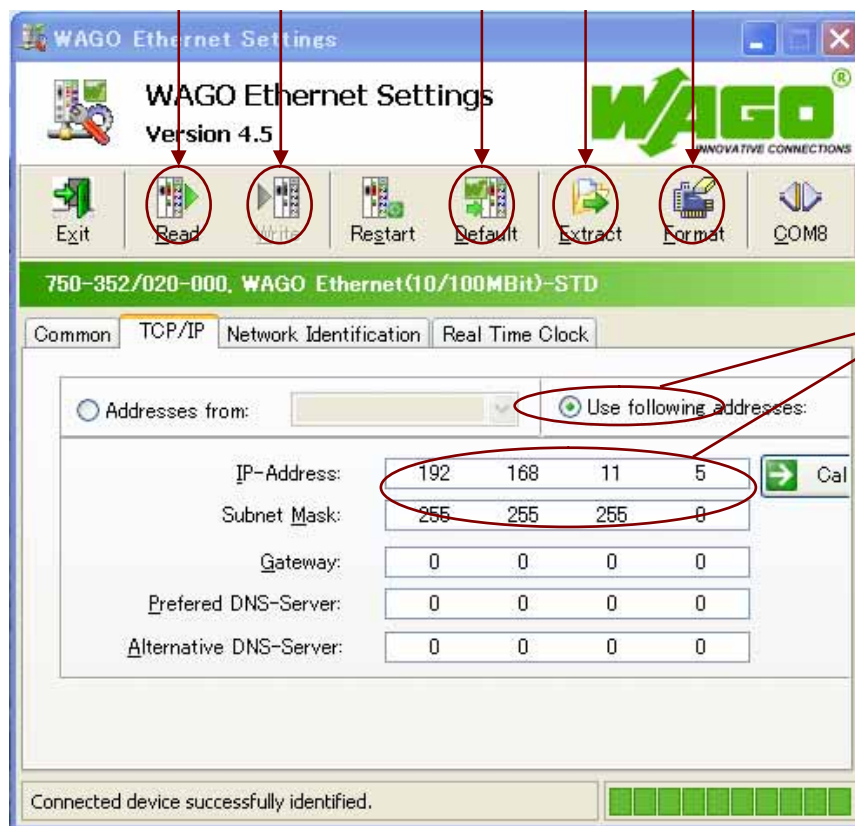 WAGO Ethernet Settings
WAGO Ethernet Settings
Version 4.5
WAGO®
INNOVATIVE CONNECTIONS
Exit Read Write Restart Default Extract Format COM8
750-352/020-000, WAGO Ethernet(10/100MBit)-STD
Common TCP/IP Network Identification Real Time Clock
Addresses from: Use following addresses:
IP-Address: 192 168 11 5 Cal
Subnet Mask: 255 255 255 0
Gateway: 0 0 0 0
Prefered DNS-Server: 0 0 0 0
Alternative DNS-Server: 0 0 0 0
Connected device successfully identified.